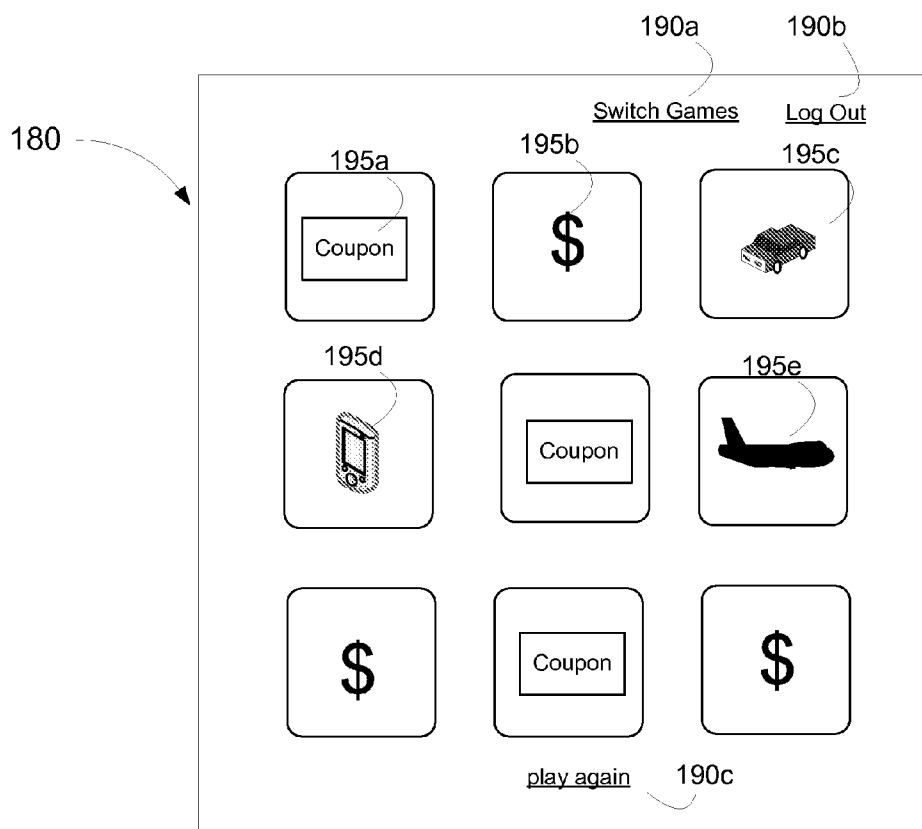 190a 190b
Switch Games Log Out
180
195a 195b 195c
Coupon $
195d 195e
Coupon
$ Coupon $
play again 190c